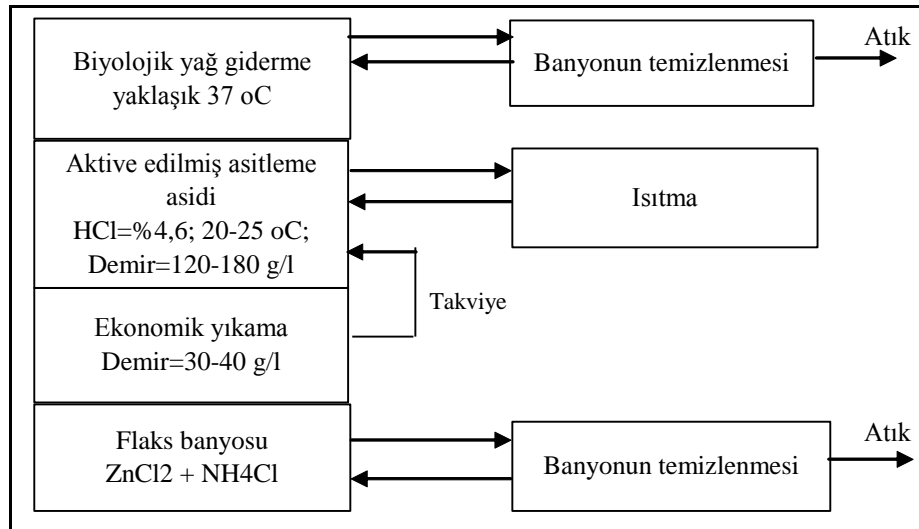 Biyolojik yağ giderme
yaklaşık 37 oC
Banyonun temizlenmesi
Atık
Aktive edilmiş asitleme
asidi
HCl=%4,6; 20-25 oC;
Demir=120-180 g/l
Isıtma
Takviye
Ekonomik yıkama
Demir=30-40 g/l
Flaks banyosu
ZnCl2 + NH4Cl
Banyonun temizlenmesi
Atık